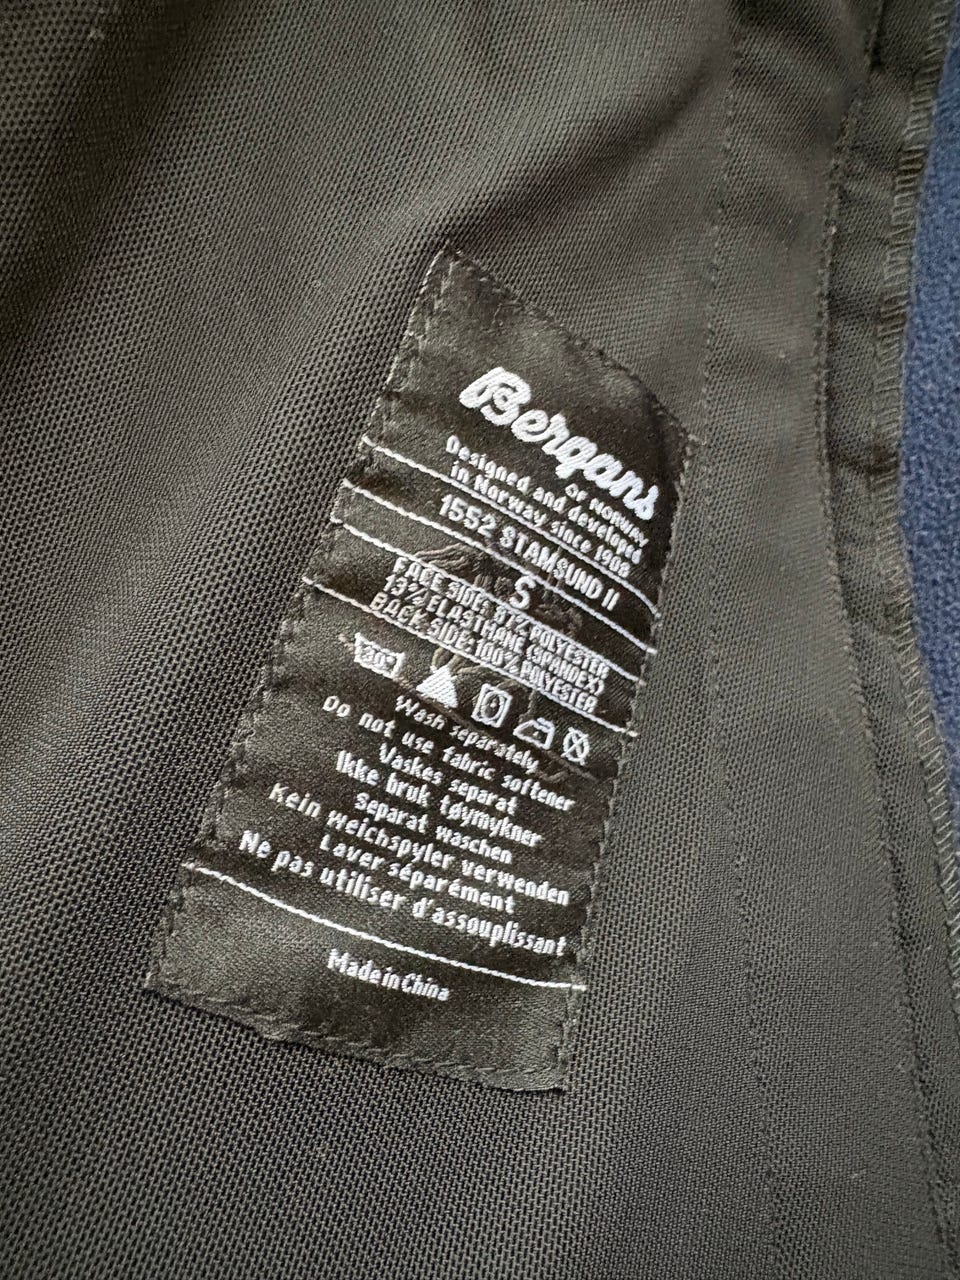 Bergans
OF NORWAY
Designed and developed
in Norway since 1908
1552 STAMSUND II
S
FACE SIDE: 87% POLYESTER
13% ELASTHANE (SPANDEX)
BACK SIDE: 100% POLYESTER
30°
Wash separately
Do not use fabric softener
Vaskes separat
Ikke bruk tøymykner
Separat waschen
Kein weichspyler verwenden
Laver séparément
Ne pas utiliser d'assouplissant
Made in China